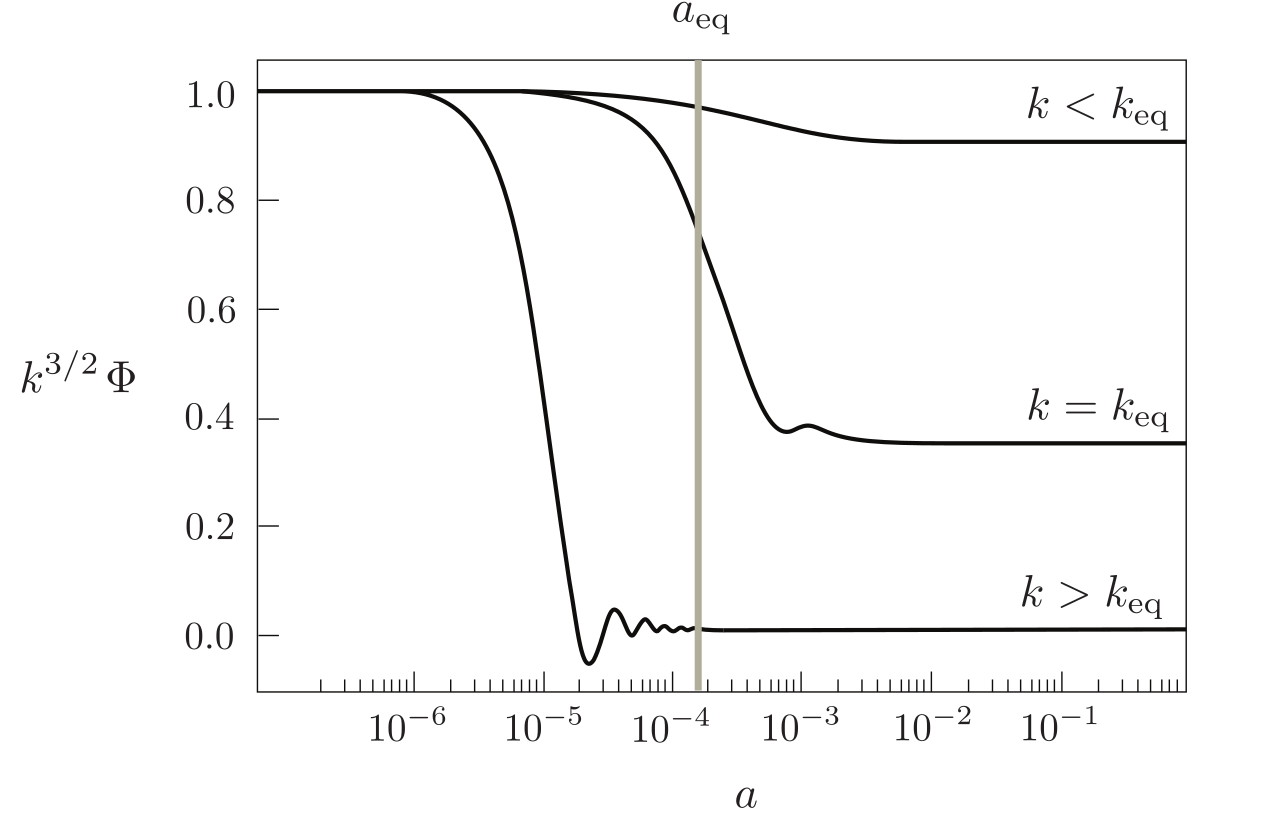 a_eq
1.0
k < k_eq
0.8
0.6
k^{3/2} Φ
0.4
k = k_eq
0.2
k > k_eq
0.0
10^{-6} 10^{-5} 10^{-4} 10^{-3} 10^{-2} 10^{-1}
a